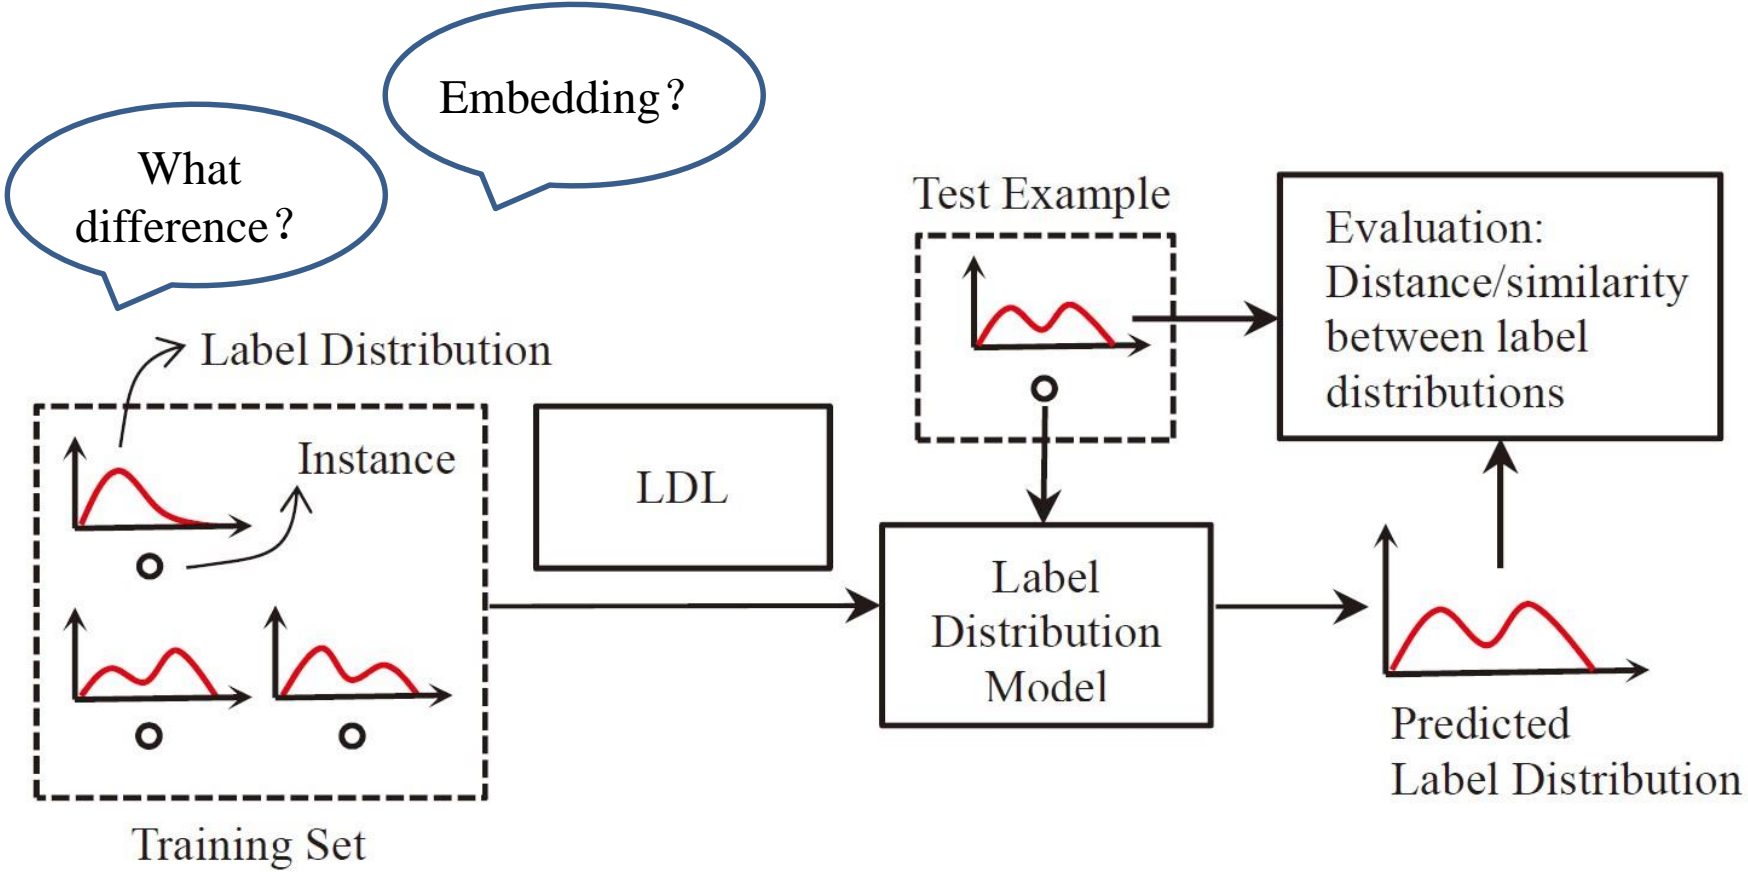 Embedding？
What
difference？
Label Distribution
Instance
Training Set
LDL
Test Example
Label
Distribution
Model
Evaluation:
Distance/similarity
between label
distributions
Predicted
Label Distribution